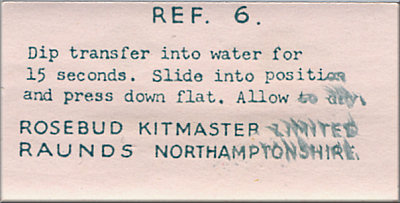 REF. 6.
Dip transfer into water for
15 seconds. Slide into position
and press down flat. Allow to dry.
ROSEBUD KITMASTER LIMITED
RAUNDS NORTHAMPTONSHIRE.